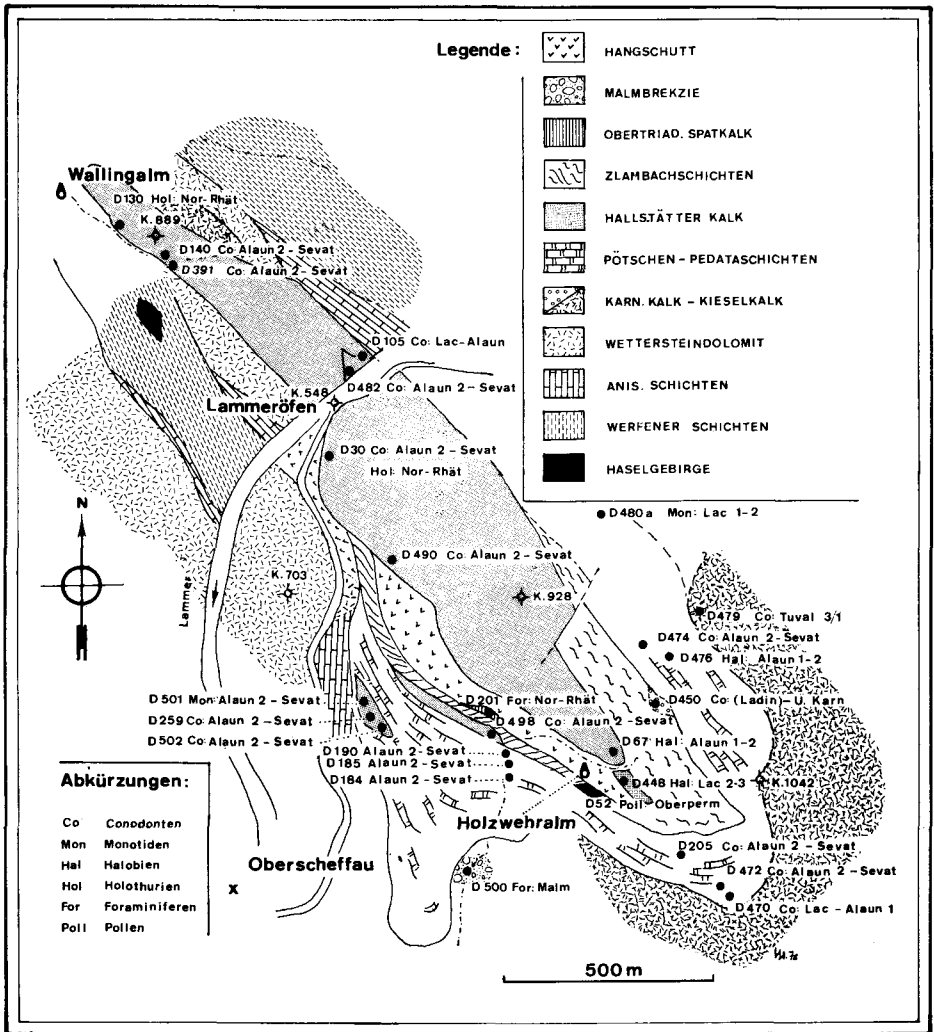 Legende :
HANGSCHUTT
MALMBREKZIE
OBERTRIAD. SPATKALK
ZLAMBACHSCHICHTEN
HALLSTÄTTER KALK
PÖTSCHEN - PEDATASCHICHTEN
KARN. KALK - KIESELKALK
WETTERSTEINDOLOMIT
ANIS. SCHICHTEN
WERFENER SCHICHTEN
HASELGEBIRGE
Wallingalm
D130 Hol: Nor-Rhät
K. 889
D140 Co: Alaun 2 - Sevat
D391 Co: Alaun 2 - Sevat
D105 Co: Lac-Alaun
K.548
D482 Co: Alaun 2 - Sevat
Lammeröfen
D30 Co: Alaun 2 - Sevat
Hol: Nor-Rhät
N
D480a Mon: Lac 1-2
D490 Co: Alaun 2 - Sevat
K.703
K.928
Lammer
D479 Co: Tuval 3/1
D474 Co: Alaun 2-Sevat
D476 Hal: Alaun 1-2
D501 Mon: Alaun 2 - Sevat
D201 For: Nor-Rhät
D450 Co: (Ladin)- U. Karn
D259 Co: Alaun 2 - Sevat
D498 Co: Alaun 2 - Sevat
D502 Co: Alaun 2 - Sevat
D190 Alaun 2 - Sevat
D67 Hal: Alaun 1-2
D185 Alaun 2 - Sevat
D184 Alaun 2 - Sevat
D448 Hal: Lac 2-3
K.1042
D52 Poll: Oberperm
Holzwehralm
D205 Co: Alaun 2 - Sevat
Oberscheffau
x
D472 Co: Alaun 2 - Sevat
D500 For: Malm
D470 Co: Lac - Alaun 1
Abkürzungen:
Co Conodonten
Mon Monotiden
Hal Halobien
Hol Holothurien
For Foraminiferen
Poll Pollen
500 m